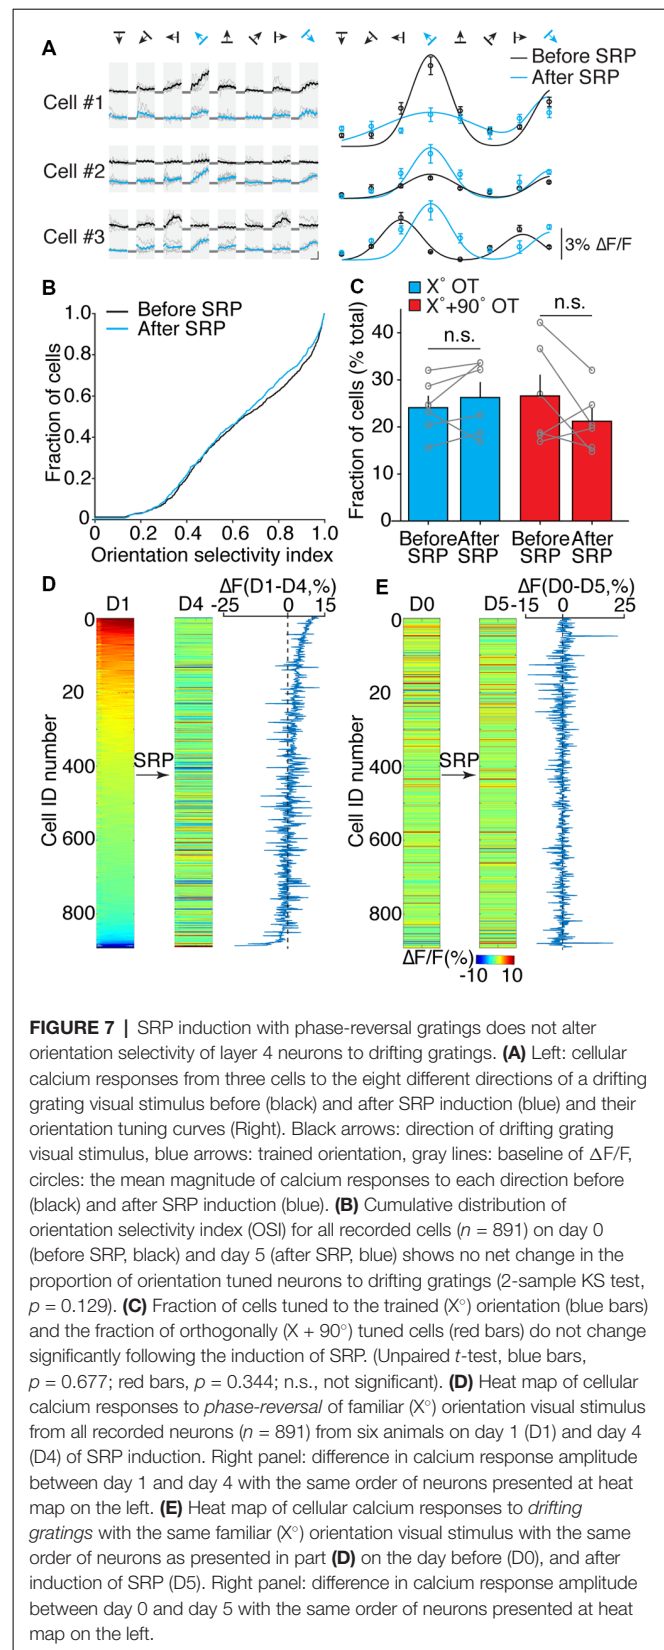 A
Before SRP
After SRP
Cell #1
Cell #2
Cell #3
3% ΔF/F
B
Before SRP
After SRP
Fraction of cells
1.0
0.8
0.6
0.4
0.2
0
0 0.2 0.4 0.6 0.8 1.0
Orientation selectivity index
C
X° OT
X°+90° OT
n.s.
n.s.
Fraction of cells (% total)
40
30
20
10
0
Before SRP
After SRP
Before SRP
After SRP
D
ΔF(D1-D4,%)
D1 D4 -25 0 15
Cell ID number
0
20
400
600
800
SRP
E
ΔF(D0-D5,%)
D0 D5 -15 0 25
Cell ID number
0
20
400
600
800
SRP
ΔF/F(%)
-10 10
FIGURE 7 | SRP induction with phase-reversal gratings does not alter
orientation selectivity of layer 4 neurons to drifting gratings. (A) Left: cellular
calcium responses from three cells to the eight different directions of a drifting
grating visual stimulus before (black) and after SRP induction (blue) and their
orientation tuning curves (Right). Black arrows: direction of drifting grating
visual stimulus, blue arrows: trained orientation, gray lines: baseline of ΔF/F,
circles: the mean magnitude of calcium responses to each direction before
(black) and after SRP induction (blue). (B) Cumulative distribution of
orientation selectivity index (OSI) for all recorded cells (n = 891) on day 0
(before SRP, black) and day 5 (after SRP, blue) shows no net change in the
proportion of orientation tuned neurons to drifting gratings (2-sample KS test,
p = 0.129). (C) Fraction of cells tuned to the trained (X°) orientation (blue bars)
and the fraction of orthogonally (X + 90°) tuned cells (red bars) do not change
significantly following the induction of SRP. (Unpaired t-test, blue bars,
p = 0.677; red bars, p = 0.344; n.s., not significant). (D) Heat map of cellular
calcium responses to phase-reversal of familiar (X°) orientation visual stimulus
from all recorded neurons (n = 891) from six animals on day 1 (D1) and day 4
(D4) of SRP induction. Right panel: difference in calcium response amplitude
between day 1 and day 4 with the same order of neurons presented at heat
map on the left. (E) Heat map of cellular calcium responses to drifting
gratings with the same familiar (X°) orientation visual stimulus with the same
order of neurons as presented in part (D) on the day before (D0), and after
induction of SRP (D5). Right panel: difference in calcium response amplitude
between day 0 and day 5 with the same order of neurons presented at heat
map on the left.